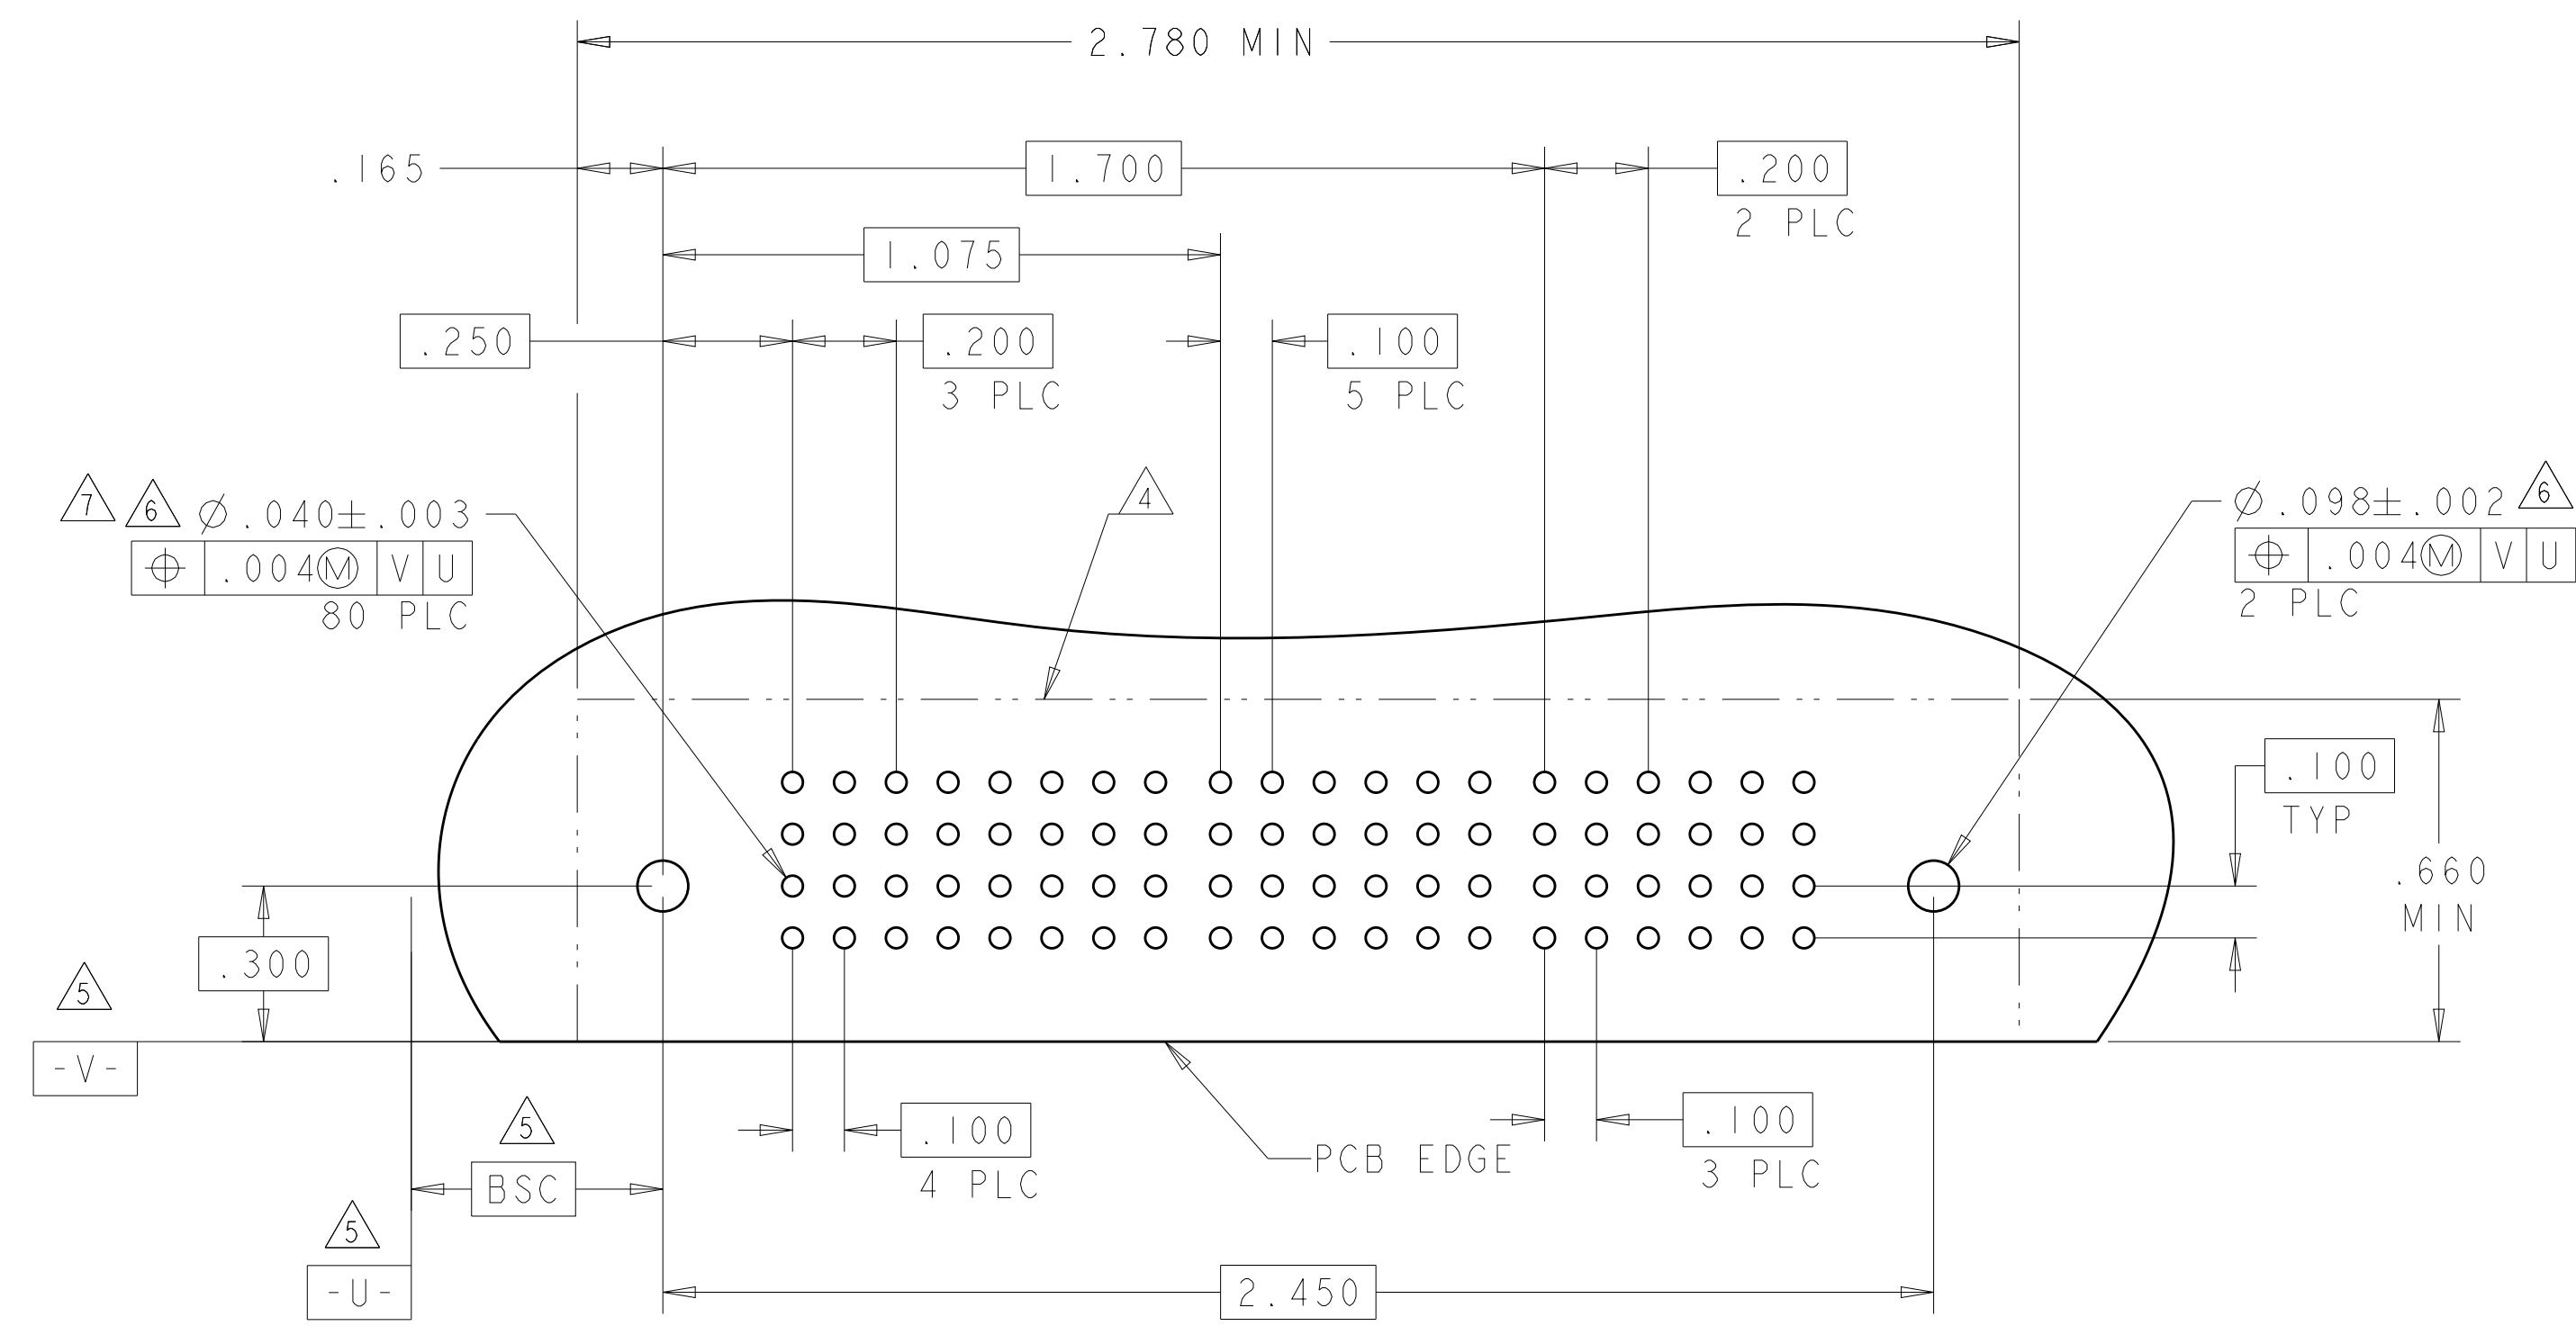 2.780 MIN
.165
1.700
.200
2 PLC
1.075
.250
.200
3 PLC
.100
5 PLC
7
6
Ø.040±.003
⌖ .004Ⓜ V U
80 PLC
4
Ø.098±.002
6
⌖ .004Ⓜ V U
2 PLC
.100
TYP
.660
MIN
.300
5
-V-
5
BSC
5
-U-
.100
4 PLC
PCB EDGE
.100
3 PLC
2.450